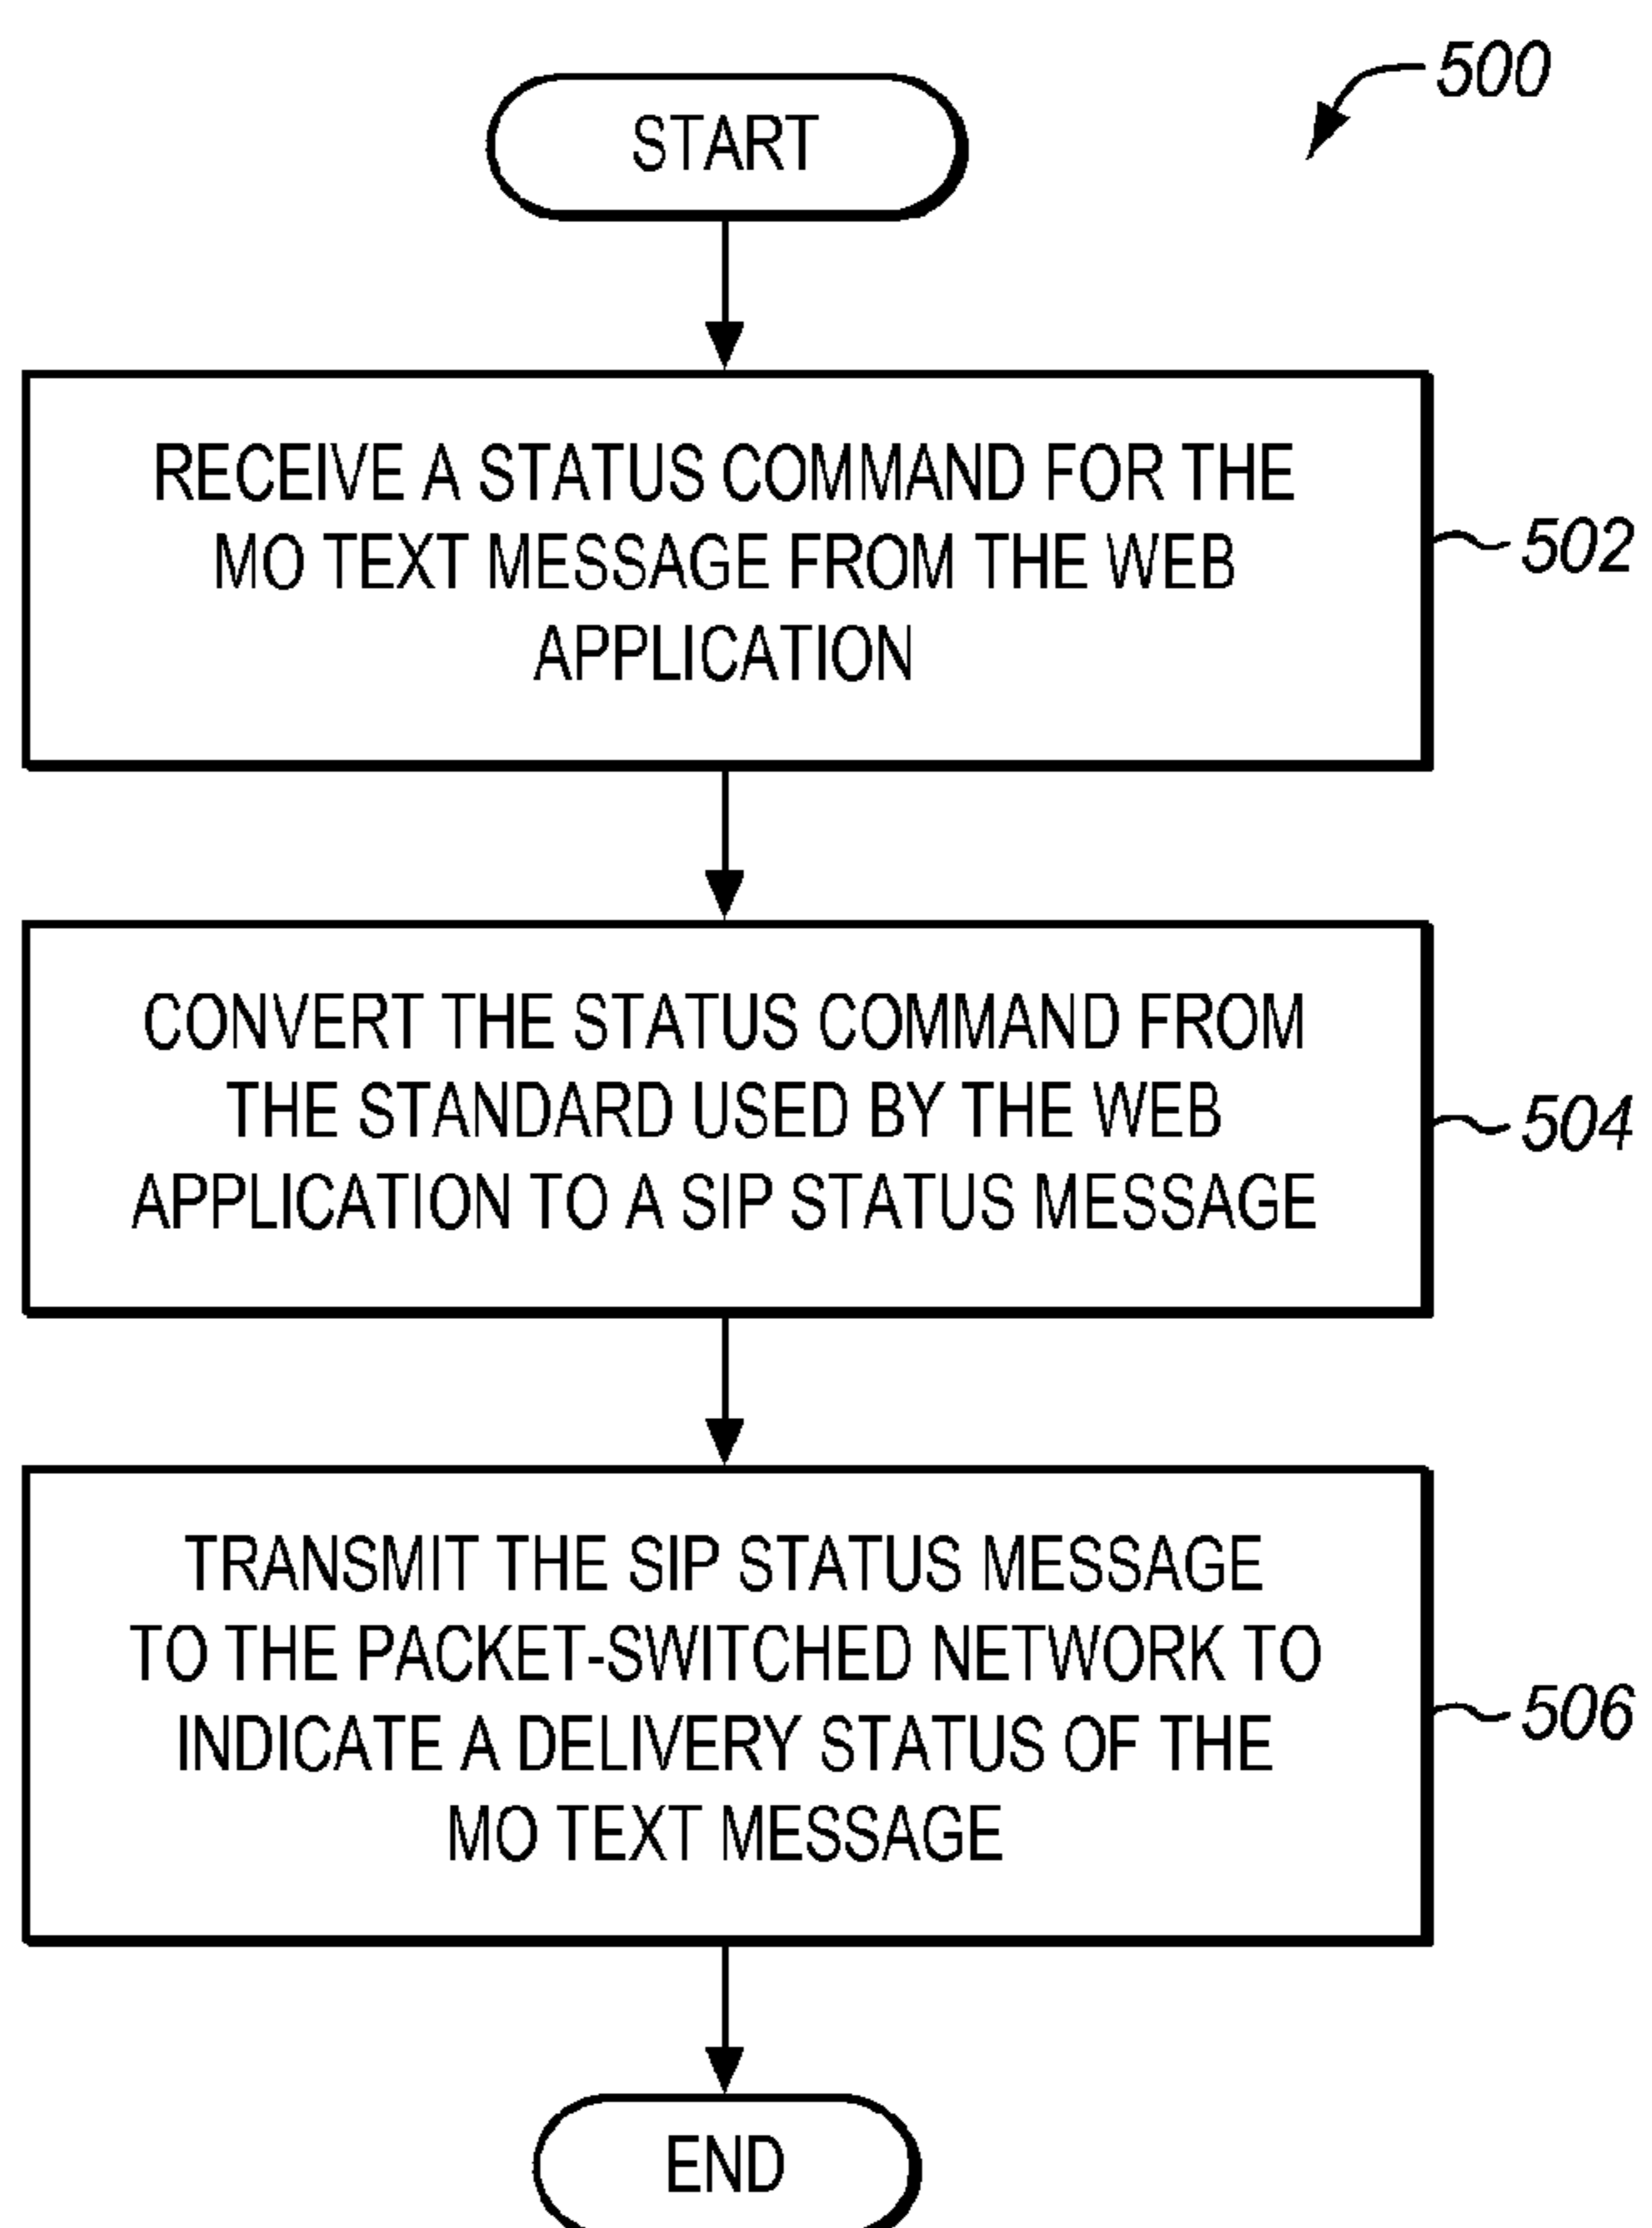 500
START
RECEIVE A STATUS COMMAND FOR THE
MO TEXT MESSAGE FROM THE WEB
APPLICATION
502
CONVERT THE STATUS COMMAND FROM
THE STANDARD USED BY THE WEB
APPLICATION TO A SIP STATUS MESSAGE
504
TRANSMIT THE SIP STATUS MESSAGE
TO THE PACKET-SWITCHED NETWORK TO
INDICATE A DELIVERY STATUS OF THE
MO TEXT MESSAGE
506
END